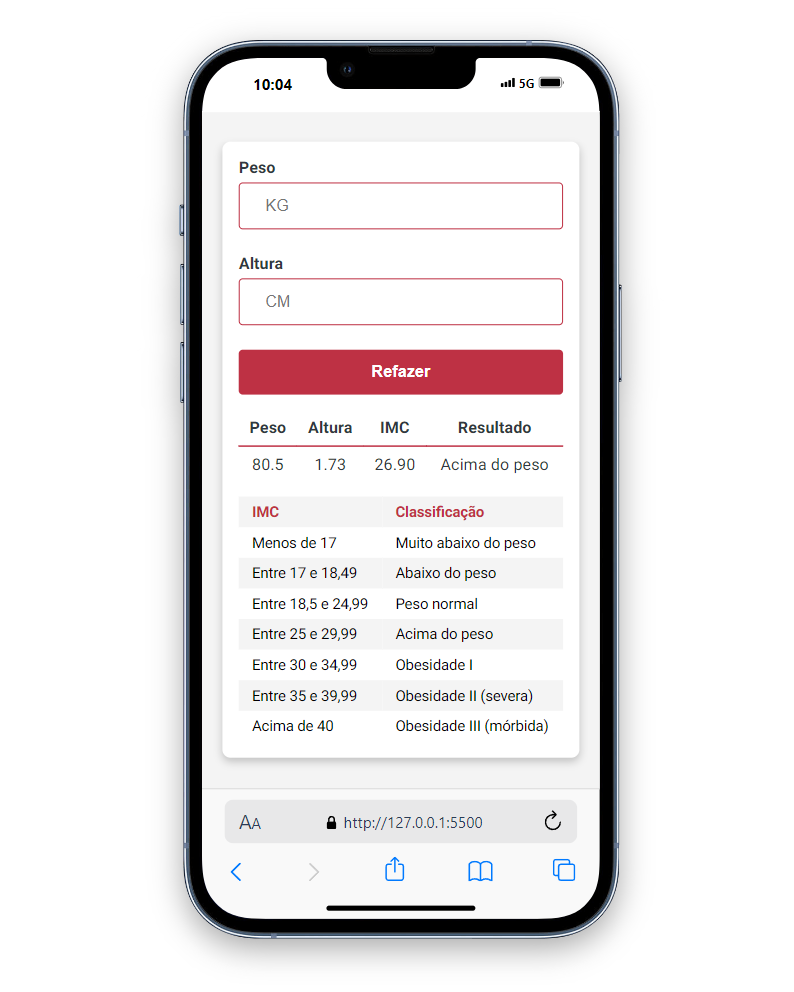 10:04 5G
Peso
KG
Altura
CM
Refazer
Peso Altura IMC Resultado
80.5 1.73 26.90 Acima do peso
IMC Classificação
Menos de 17 Muito abaixo do peso
Entre 17 e 18,49 Abaixo do peso
Entre 18,5 e 24,99 Peso normal
Entre 25 e 29,99 Acima do peso
Entre 30 e 34,99 Obesidade I
Entre 35 e 39,99 Obesidade II (severa)
Acima de 40 Obesidade III (mórbida)
AA http://127.0.0.1:5500